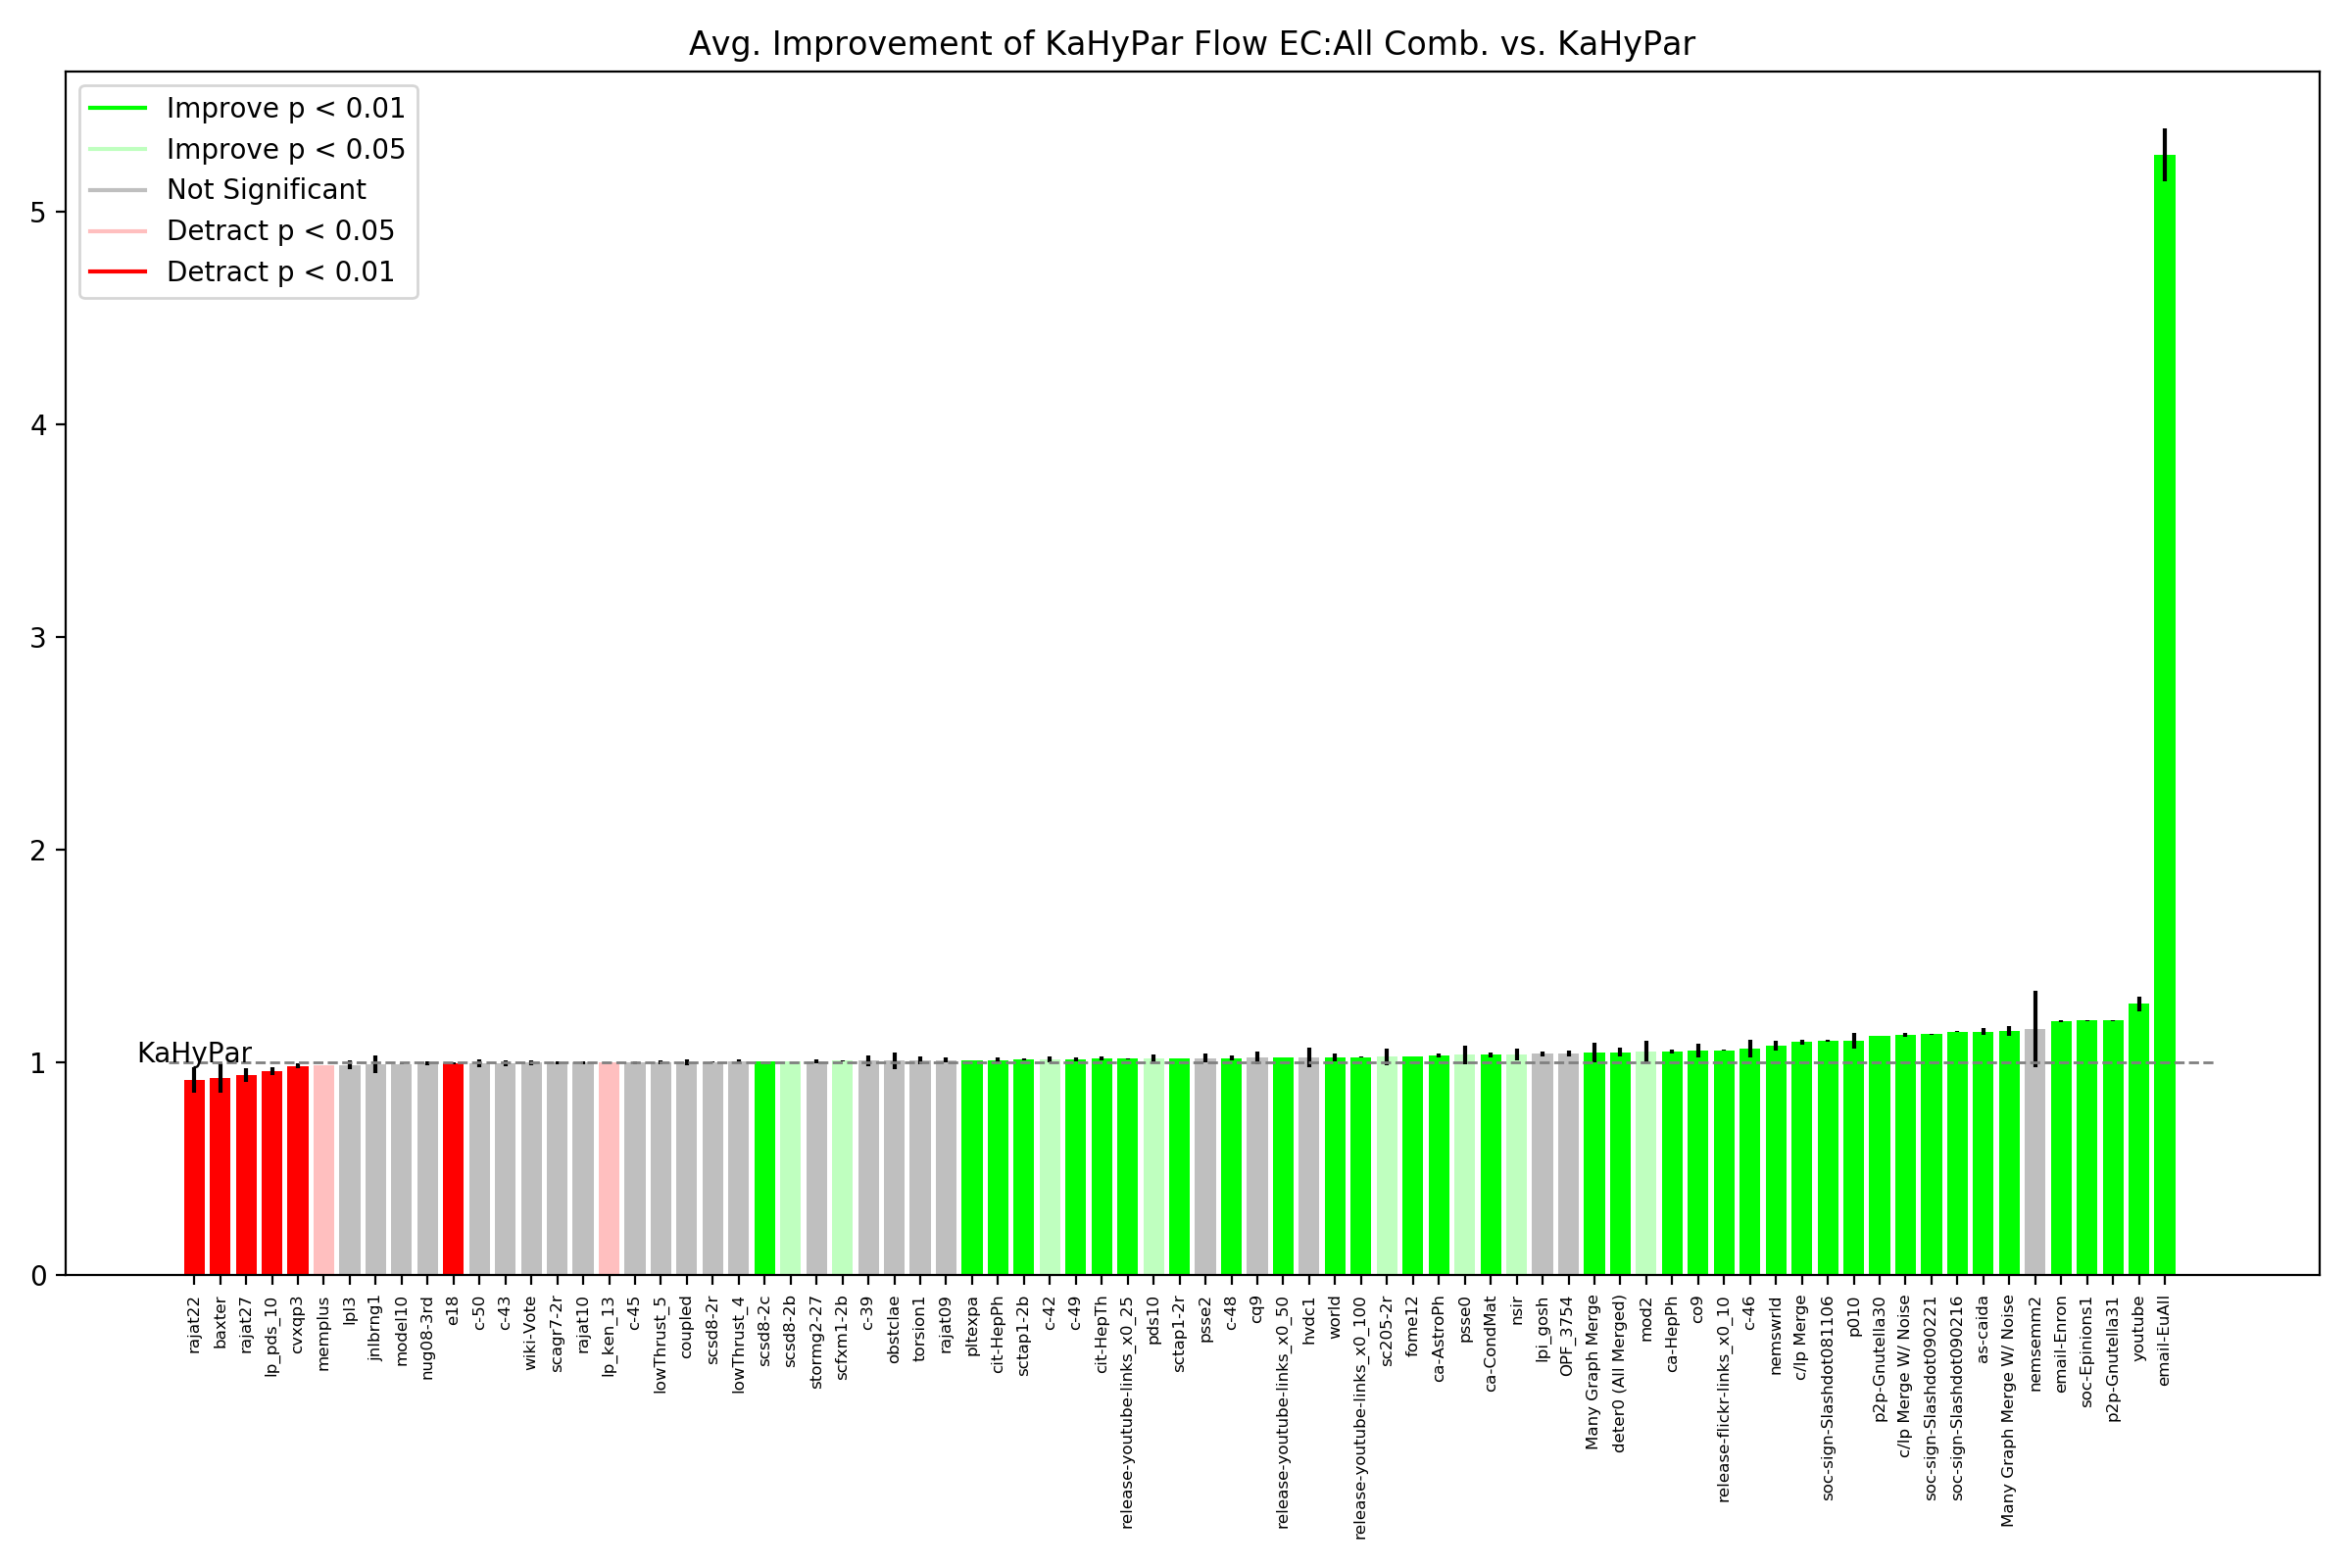 Avg. Improvement of KaHyPar Flow EC:All Comb. vs. KaHyPar
Improve p < 0.01
Improve p < 0.05
Not Significant
Detract p < 0.05
Detract p < 0.01
5
4
3
2
1
0
KaHyPar
rajat22
baxter
rajat27
lp_pds_10
cvxqp3
memplus
lpl3
jnlbrng1
model10
nug08-3rd
e18
c-50
c-43
wiki-Vote
scagr7-2r
rajat10
lp_ken_13
c-45
lowThrust_5
coupled
scsd8-2r
lowThrust_4
scsd8-2c
scsd8-2b
stormg2-27
scfxm1-2b
c-39
obstclae
torsion1
rajat09
pltexpa
cit-HepPh
sctap1-2b
c-42
c-49
cit-HepTh
release-youtube-links_x0_25
pds10
sctap1-2r
psse2
c-48
cq9
release-youtube-links_x0_50
hvdc1
world
release-youtube-links_x0_100
sc205-2r
fome12
ca-AstroPh
psse0
ca-CondMat
nsir
lpi_gosh
OPF_3754
Many Graph Merge
deter0 (All Merged)
mod2
ca-HepPh
co9
release-flickr-links_x0_10
c-46
nemswrld
c/lp Merge
soc-sign-Slashdot081106
p010
p2p-Gnutella30
c/lp Merge W/ Noise
soc-sign-Slashdot090221
soc-sign-Slashdot090216
as-caida
Many Graph Merge W/ Noise
nemsemm2
email-Enron
soc-Epinions1
p2p-Gnutella31
youtube
email-EuAll